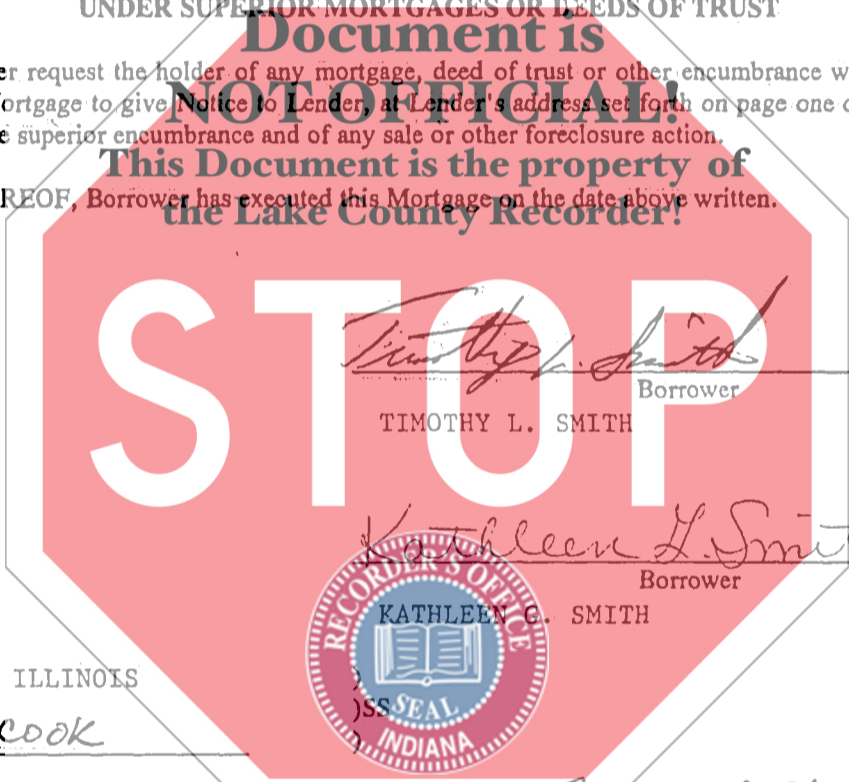 UNDER SUPERIOR MORTGAGES OR DEEDS OF TRUST
Document is
er request the holder of any mortgage, deed of trust or other encumbrance w
ortgage to give Notice to Lender, at Lender's address set forth on page one o
NOT OFFICIAL!
e superior encumbrance and of any sale or other foreclosure action.
This Document is the property of
REOF, Borrower has executed this Mortgage on the date above written.
the Lake County Recorder!
STOP
Timothy L. Smith
Borrower
TIMOTHY L. SMITH
Kathleen G. Smit
Borrower
KATHLEEN G. SMITH
RECORDER'S OFFICE
SEAL
INDIANA
ILLINOIS )
)SS
COOK )